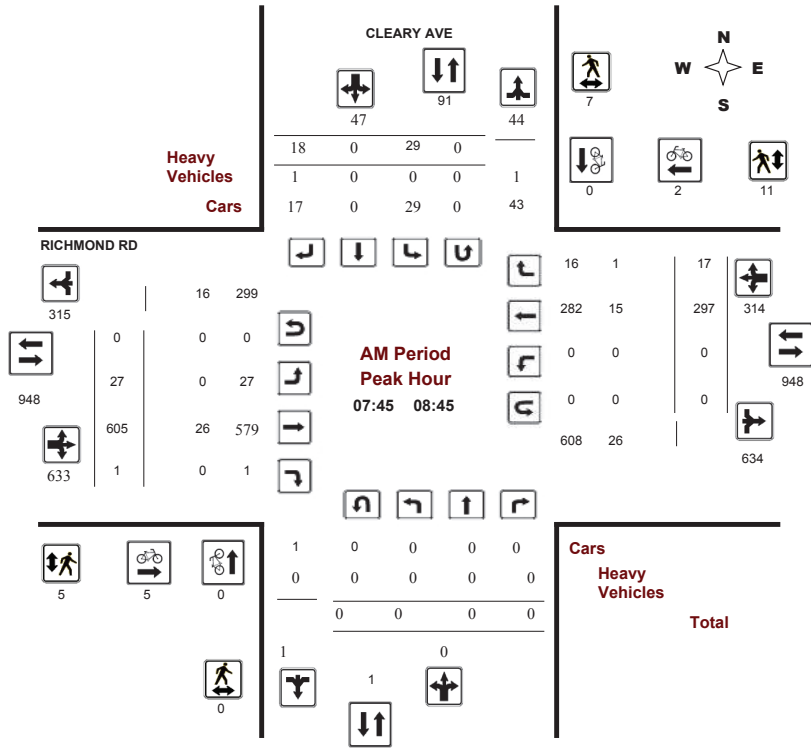 CLEARY AVE
N
W E
S
91
7
47 44
18 0 29 0
Heavy
Vehicles
1 0 0 0 1
0 2 11
Cars
17 0 29 0 43
RICHMOND RD
16 1 17
315
16 299
282 15 297 314
0 0 0
AM Period
Peak Hour
0 0 0
948 948
27 0 27
07:45 08:45
0 0 0
605 26 579
608 26
634
633
1 0 1
1 0 0 0 0
Cars
0 0 0 0 0
Heavy
Vehicles
5 5 0
0 0 0 0
Total
1 0
1
0